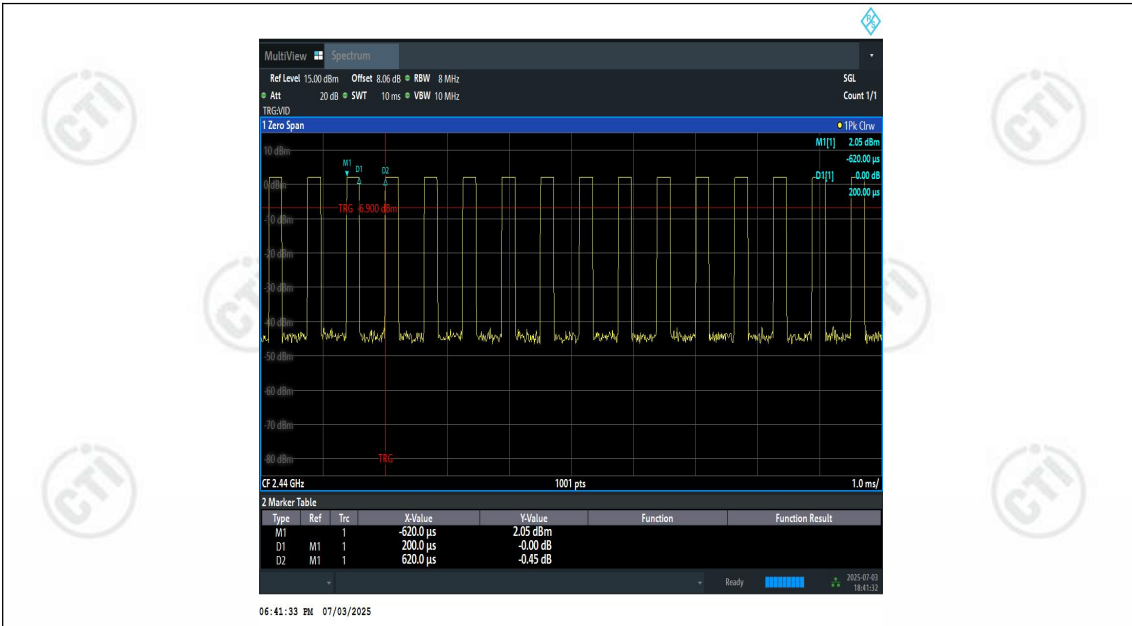 R&S
MultiView Spectrum
Ref Level 15.00 dBm Offset 8.06 dB RBW 8 MHz SGL
Att 20 dB SWT 10 ms VBW 10 MHz Count 1/1
TRG:VID
1 Zero Span 1Pk Clrw
M1[1] 2.05 dBm
-620.00 µs
D1[1] -0.00 dB
200.00 µs
10 dBm
M1 D1 D2
0 dBm
TRG -6.900 dBm
-10 dBm
-20 dBm
-30 dBm
-40 dBm
-50 dBm
-60 dBm
-70 dBm
-80 dBm
TRG
CF 2.44 GHz 1001 pts 1.0 ms/
2 Marker Table
Type Ref Trc X-Value Y-Value Function Function Result
M1 1 -620.0 µs 2.05 dBm
D1 M1 1 200.0 µs -0.00 dB
D2 M1 1 620.0 µs -0.45 dB
Ready 2025-07-03
18:41:32
06:41:33 PM 07/03/2025
CTI
CTI
CTI
CTI
CTI
CTI